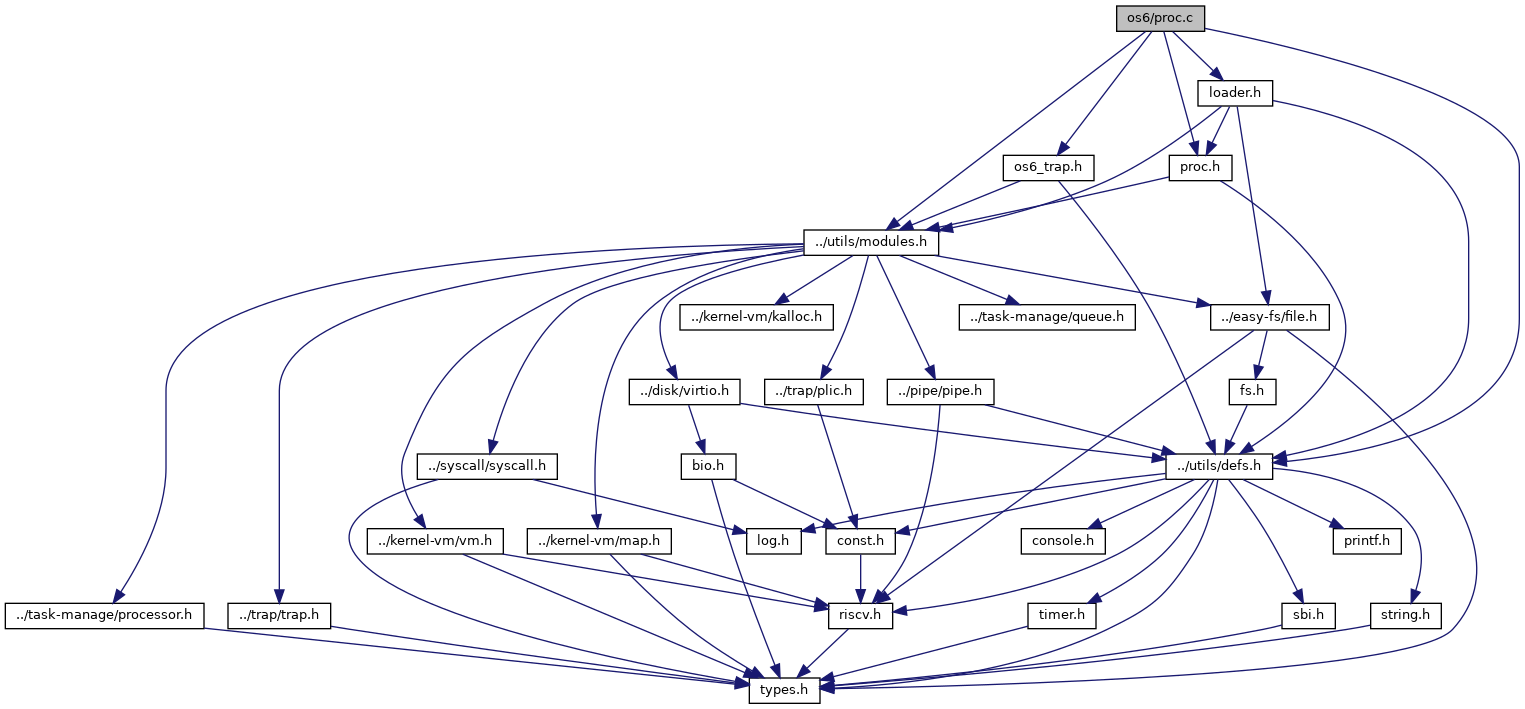 os6/proc.c
loader.h
os6_trap.h
proc.h
../utils/modules.h
../kernel-vm/kalloc.h
../task-manage/queue.h
../easy-fs/file.h
../disk/virtio.h
../trap/plic.h
../pipe/pipe.h
fs.h
../syscall/syscall.h
bio.h
../utils/defs.h
../kernel-vm/vm.h
../kernel-vm/map.h
log.h
const.h
console.h
printf.h
../task-manage/processor.h
../trap/trap.h
riscv.h
timer.h
sbi.h
string.h
types.h